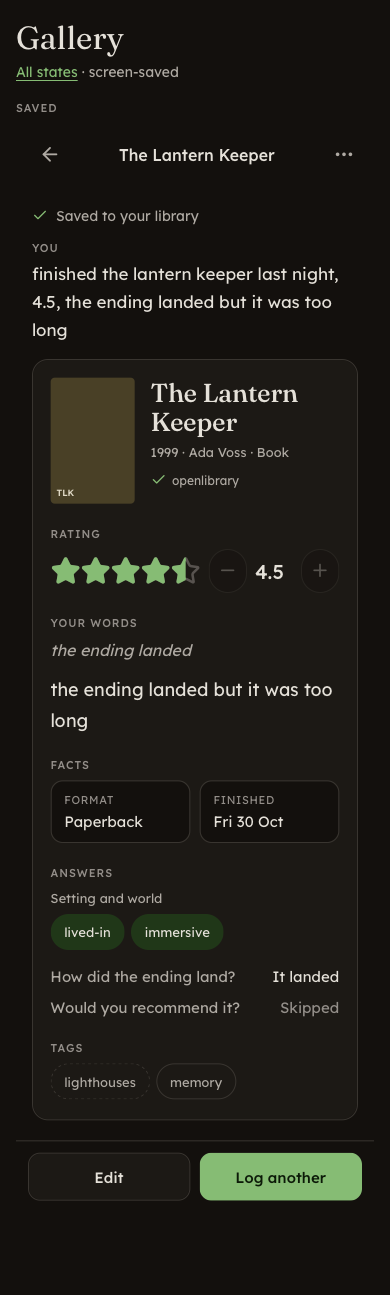 Gallery
All states · screen-saved
SAVED
The Lantern Keeper
Saved to your library
YOU
finished the lantern keeper last night,
4.5, the ending landed but it was too
long
The Lantern
Keeper
1999 · Ada Voss · Book
openlibrary
TLK
RATING
4.5
YOUR WORDS
the ending landed
the ending landed but it was too
long
FACTS
FORMAT
Paperback
FINISHED
Fri 30 Oct
ANSWERS
Setting and world
lived-in immersive
How did the ending land? It landed
Would you recommend it? Skipped
TAGS
lighthouses memory
Edit Log another